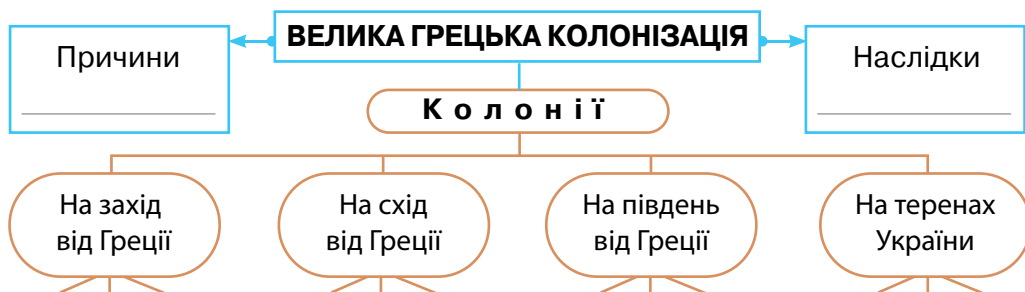 ВЕЛИКА ГРЕЦЬКА КОЛОНІЗАЦІЯ
Причини
Наслідки
Колонії
На захід
від Греції
На схід
від Греції
На південь
від Греції
На теренах
України